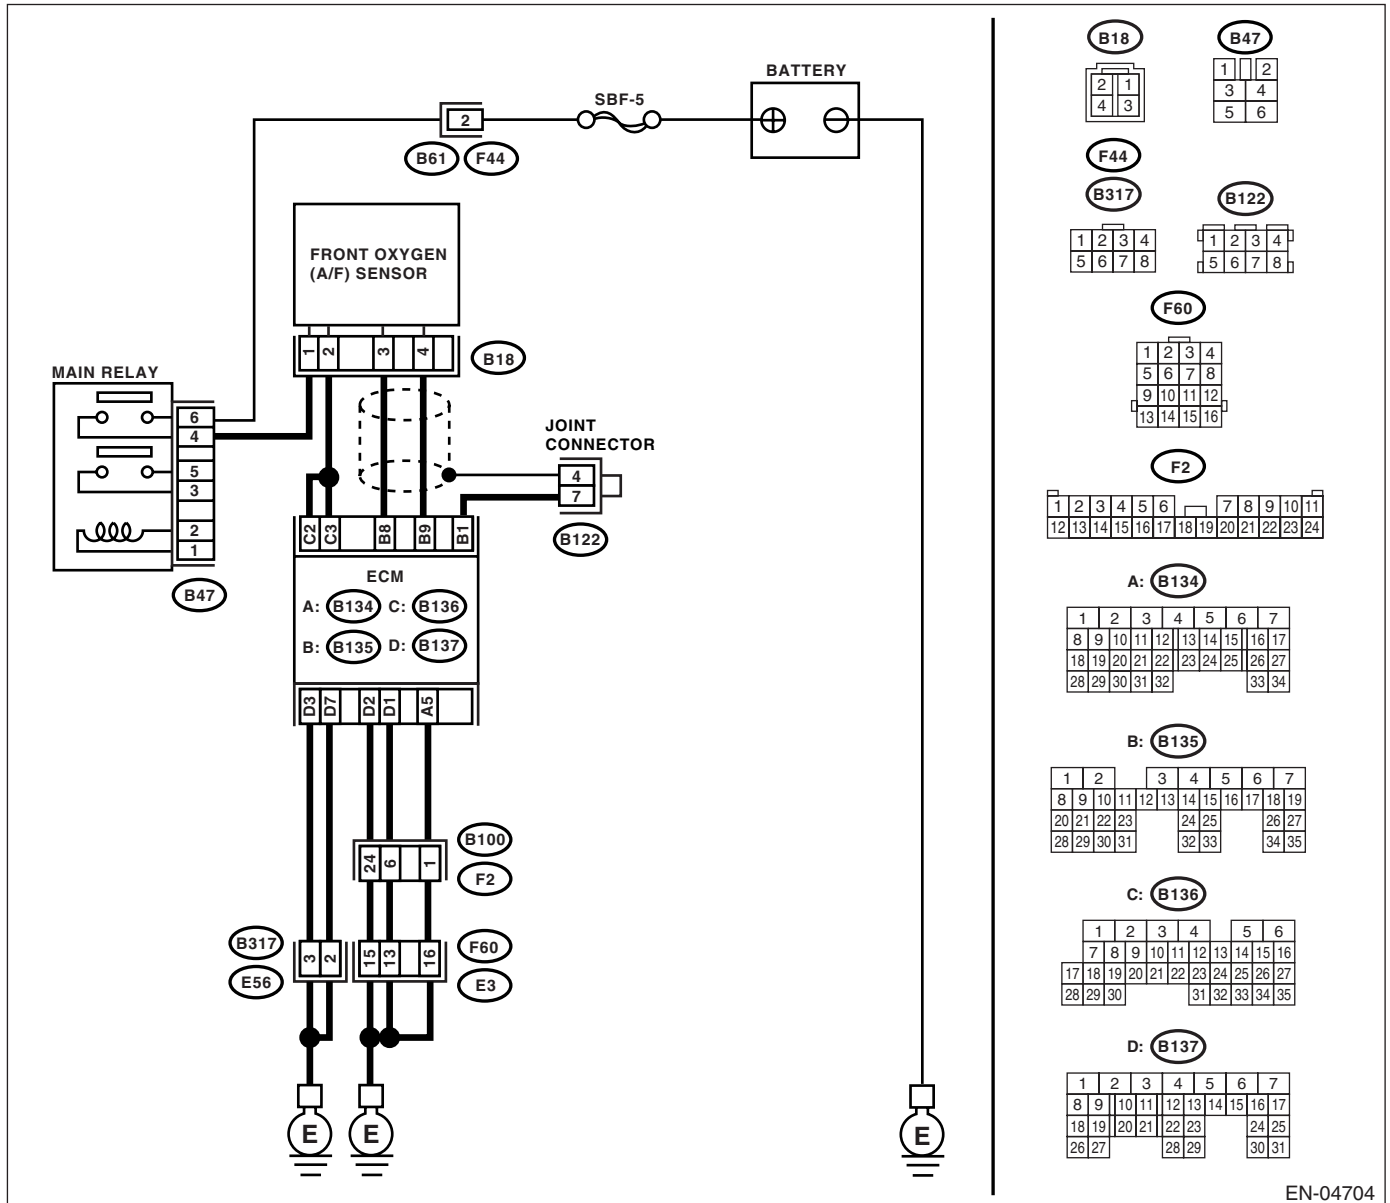 BATTERY
SBF-5
2
B61 F44
FRONT OXYGEN
(A/F) SENSOR
1 2 3 4
B18
MAIN RELAY
6
4
5
3
2
1
B47
JOINT
CONNECTOR
4
7
B122
C2 C3 B8 B9 B1
ECM
A: B134 C: B136
B: B135 D: B137
D3 D7 D2 D1 A5
B100
24 6 1
F2
B317
3 2
E56
F60
15 13 16
E3
E E E
B18
2 1
4 3
B47
1 2
3 4
5 6
F44
B317
1 2 3 4
5 6 7 8
B122
1 2 3 4
5 6 7 8
F60
1 2 3 4
5 6 7 8
9 10 11 12
13 14 15 16
F2
1 2 3 4 5 6 7 8 9 10 11
12 13 14 15 16 17 18 19 20 21 22 23 24
A: B134
1 2 3 4 5 6 7
8 9 10 11 12 13 14 15 16 17
18 19 20 21 22 23 24 25 26 27
28 29 30 31 32 33 34
B: B135
1 2 3 4 5 6 7
8 9 10 11 12 13 14 15 16 17 18 19
20 21 22 23 24 25 26 27
28 29 30 31 32 33 34 35
C: B136
1 2 3 4 5 6
7 8 9 10 11 12 13 14 15 16
17 18 19 20 21 22 23 24 25 26 27
28 29 30 31 32 33 34 35
D: B137
1 2 3 4 5 6 7
8 9 10 11 12 13 14 15 16 17
18 19 20 21 22 23 24 25
26 27 28 29 30 31
EN-04704